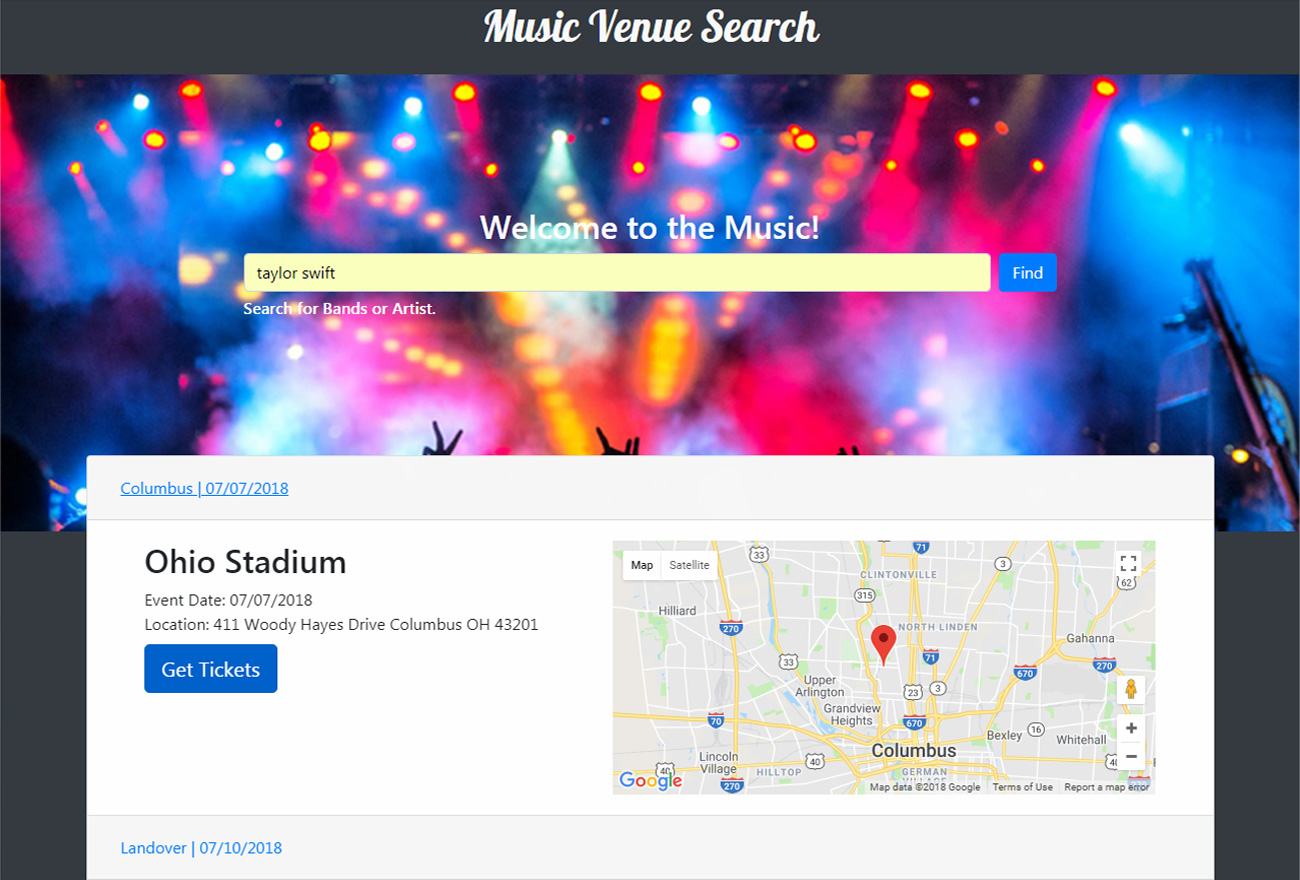 Music Venue Search
Welcome to the Music!
taylor swift
Find
Search for Bands or Artist.
Columbus | 07/07/2018
Ohio Stadium
Event Date: 07/07/2018
Location: 411 Woody Hayes Drive Columbus OH 43201
Get Tickets
Map
Satellite
33
71
3
62
CLINTONVILLE
315
Hilliard
270
NORTH LINDEN
Gahanna
33
71
270
670
Upper
Arlington
23
3
Grandview
Heights
70
670
Bexley
16
Whitehall
Columbus
Lincoln
Village
40
HILLTOP
40
40
GERMAN
VILLAGE
Google
270
Map data ©2018 Google
Terms of Use
Report a map error
+
−
Landover | 07/10/2018